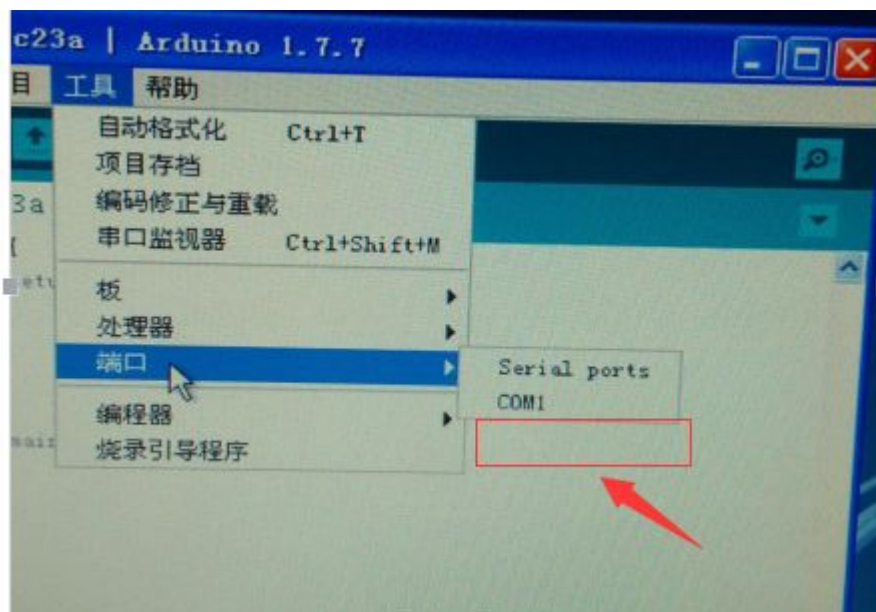 c23a | Arduino 1.7.7
目 工具 帮助
自动格式化 Ctrl+T
项目存档
编码修正与重载
3a
串口监视器 Ctrl+Shift+M
etu
板
处理器
端口
Serial ports
COM1
编程器
烧录引导程序